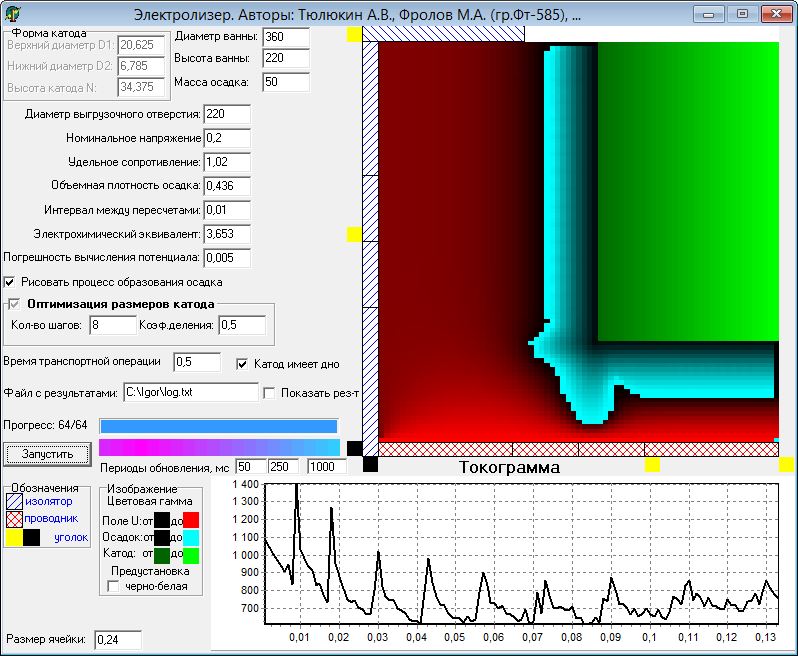 Электролизер. Авторы: Тюлюкин А.В., Фролов М.А. (гр.Фт-585), ...
Форма катода
Верхний диаметр D1: 20,625
Нижний диаметр D2: 6,785
Высота катода N: 34,375
Диаметр ванны: 360
Высота ванны: 220
Масса осадка: 50
Диаметр выгрузочного отверстия: 220
Номинальное напряжение 0,2
Удельное сопротивление: 1,02
Объемная плотность осадка: 0,436
Интервал между пересчетами: 0,01
Электрохимический эквивалент: 3,653
Погрешность вычисления потенциала: 0,005
Рисовать процесс образования осадка
Оптимизация размеров катода
Кол-во шагов: 8 Коэф.деления: 0,5
Время транспортной операции 0,5 Катод имеет дно
Файл с результатами: C:\Igor\log.txt Показать рез-т
Прогресс: 64/64
Запустить
Периоды обновления, мс 50 250 1000
Обозначения
изолятор
проводник
уголок
Изображение
Цветовая гамма
Поле U: от до
Осадок: от до
Катод: от до
Предустановка
черно-белая
Размер ячейки: 0,24
Токограмма
1 400
1 300
1 200
1 100
1 000
900
800
700
0,01 0,02 0,03 0,04 0,05 0,06 0,07 0,08 0,09 0,1 0,11 0,12 0,13